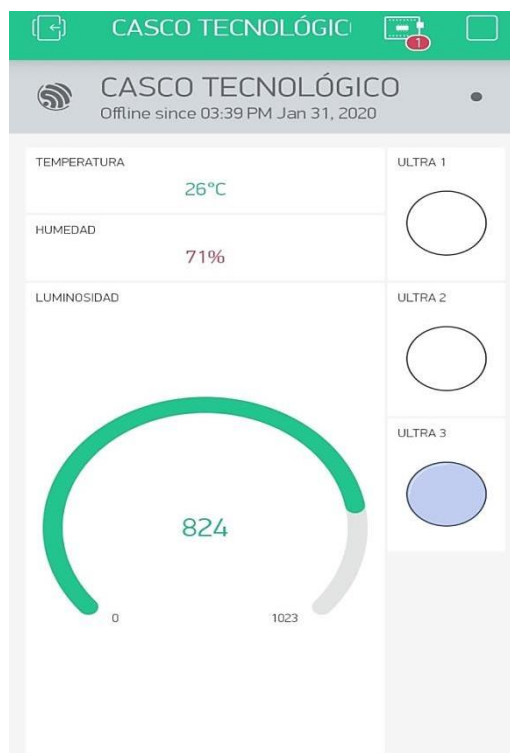 CASCO TECNOLÓGIC
1
CASCO TECNOLÓGICO
Offline since 03:39 PM Jan 31, 2020
TEMPERATURA
26°C
HUMEDAD
71%
LUMINOSIDAD
824
0
1023
ULTRA 1
ULTRA 2
ULTRA 3